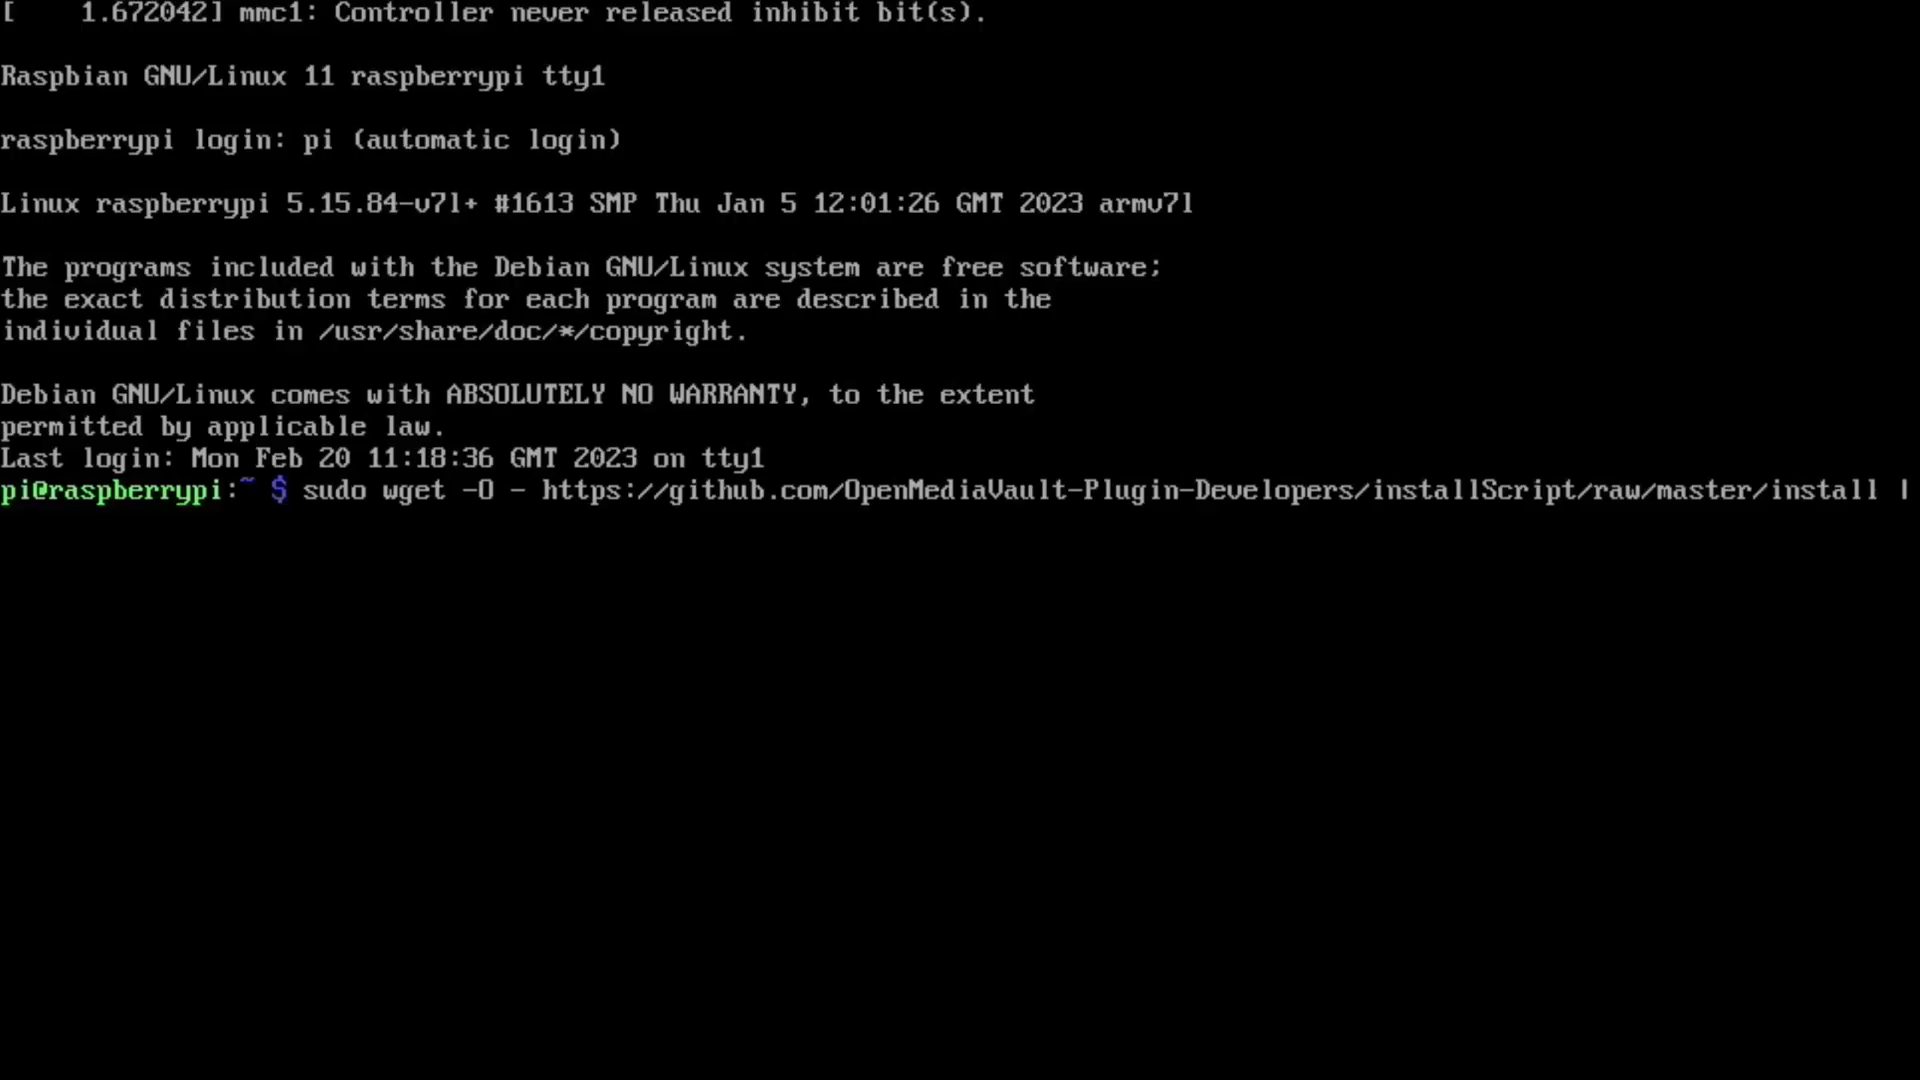 [    1.672042] mmc1: Controller never released inhibit bit(s).
Raspbian GNU/Linux 11 raspberrypi tty1
raspberrypi login: pi (automatic login)
Linux raspberrypi 5.15.84-v7l+ #1613 SMP Thu Jan 5 12:01:26 GMT 2023 armv7l
The programs included with the Debian GNU/Linux system are free software;
the exact distribution terms for each program are described in the
individual files in /usr/share/doc/*/copyright.
Debian GNU/Linux comes with ABSOLUTELY NO WARRANTY, to the extent
permitted by applicable law.
Last login: Mon Feb 20 11:18:36 GMT 2023 on tty1
pi@raspberrypi:~ $ sudo wget -O - https://github.com/OpenMediaVault-Plugin-Developers/installScript/raw/master/install |